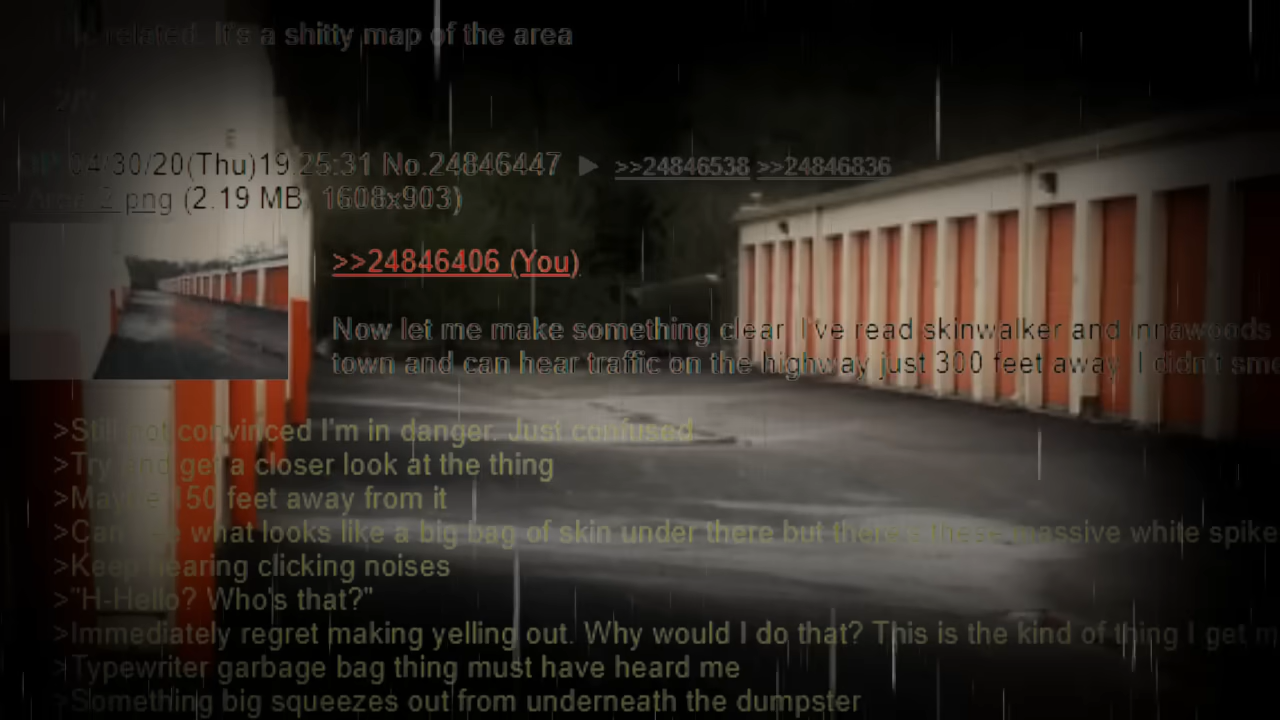 related. It's a shitty map of the area
04/30/20(Thu)19:25:31 No.24846447 ▶ >>24846538 >>24846836
Area 2.png (2.19 MB, 1608x903)
>>24846406 (You)
Now let me make something clear. I've read skinwalker and innawoods
town and can hear traffic on the highway just 300 feet away. I didn't smo
>Still not convinced I'm in danger. Just confused
>Try and get a closer look at the thing
>Maybe 150 feet away from it
>Can see what looks like a big bag of skin under there but there's these massive white spike
>Keep hearing clicking noises
>"H-Hello? Who's that?"
>Immediately regret making yelling out. Why would I do that? This is the kind of thing I get m
>Typewriter garbage bag thing must have heard me
>Something big squeezes out from underneath the dumpster